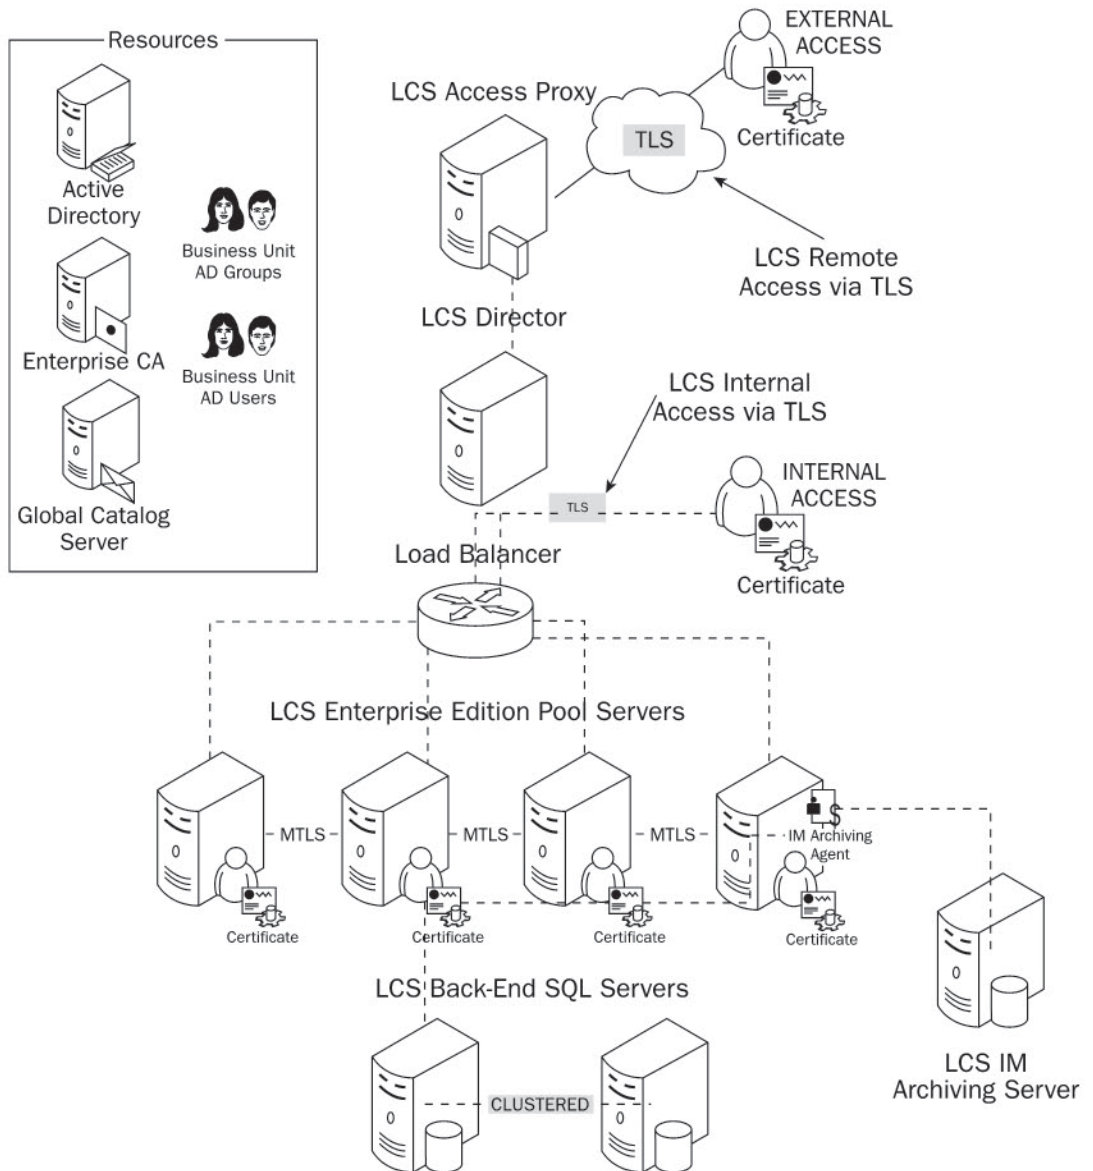 Resources
Active
Directory
Business Unit
AD Groups
Enterprise CA
Business Unit
AD Users
Global Catalog
Server
EXTERNAL
ACCESS
Certificate
LCS Access Proxy
TLS
LCS Remote
Access via TLS
LCS Director
LCS Internal
Access via TLS
TLS
INTERNAL
ACCESS
Certificate
Load Balancer
LCS Enterprise Edition Pool Servers
MTLS
MTLS
MTLS
IM Archiving
Agent
$
Certificate
Certificate
Certificate
Certificate
LCS Back-End SQL Servers
CLUSTERED
LCS IM
Archiving Server